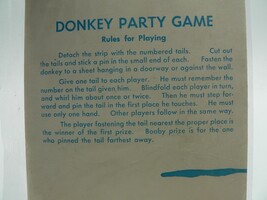 DONKEY PARTY GAME
Rules for Playing
Detach the strip with the numbered tails. Cut out
the tails and stick a pin in the small end of each. Fasten the
donkey to a sheet hanging in a doorway or against the wall.
Give one tail to each player. He must remember the
number on the tail given him. Blindfold each player in turn,
and whirl him about once or twice. Then he must step for-
ward and pin the tail in the first place he touches. He must
use only one hand. Other players follow in the same way.
The player fastening the tail nearest the proper place is
the winner of the first prize. Booby prize is for the one
who pinned the tail farthest away.